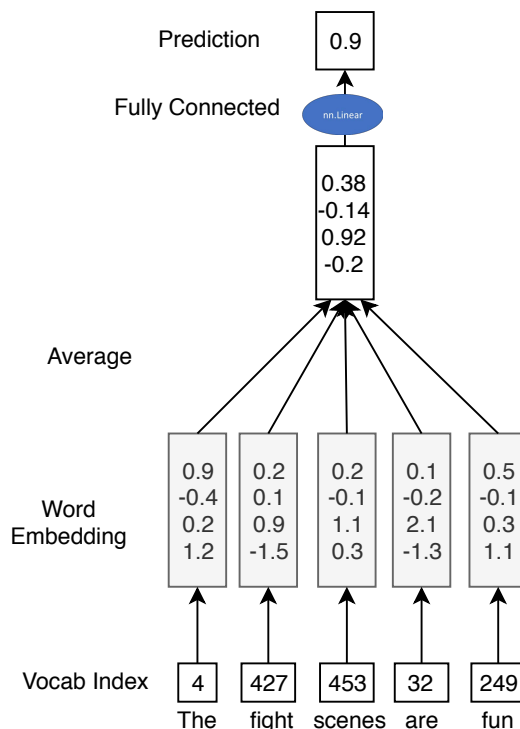 Prediction
0.9
Fully Connected
nn.Linear
0.38
-0.14
0.92
-0.2
Average
Word
Embedding
0.9
-0.4
0.2
1.2
0.2
0.1
0.9
-1.5
0.2
-0.1
1.1
0.3
0.1
-0.2
2.1
-1.3
0.5
-0.1
0.3
1.1
Vocab Index
4 427 453 32 249
The fight scenes are fun